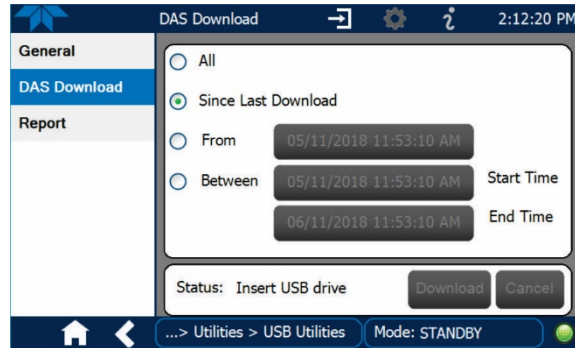 DAS Download 2:12:20 PM
General
DAS Download
Report
All
Since Last Download
From 05/11/2018 11:53:10 AM
Between 05/11/2018 11:53:10 AM Start Time
06/11/2018 11:53:10 AM End Time
Status: Insert USB drive Download Cancel
...> Utilities > USB Utilities Mode: STANDBY